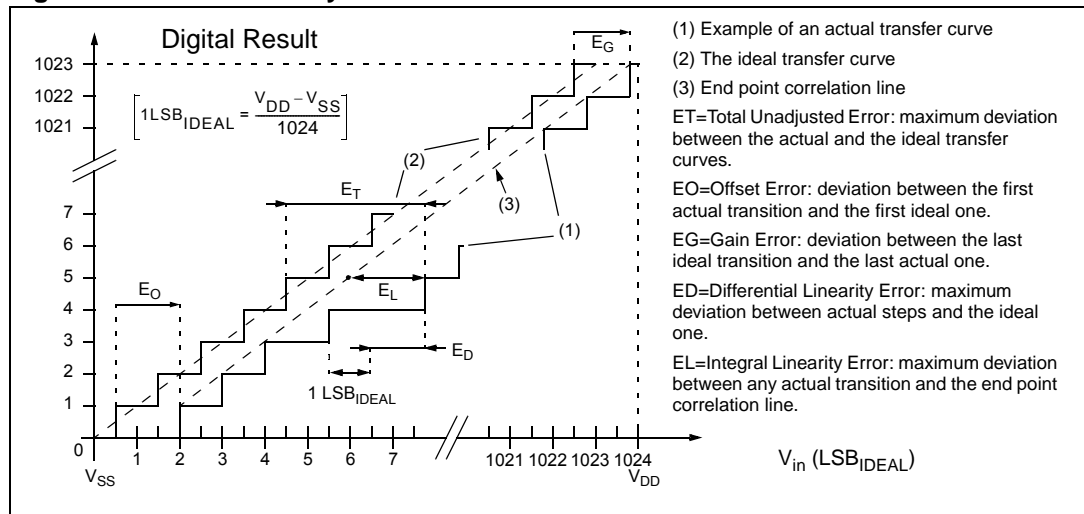 Digital Result
1023
1022
1021
7
6
5
4
3
2
1
0
[1LSB_IDEAL = V_DD – V_SS / 1024]
E_G
(2)
E_T
(3)
(1)
E_O
E_L
E_D
1 LSB_IDEAL
1 2 3 4 5 6 7 1021 1022 1023 1024
V_SS
V_DD
V_in (LSB_IDEAL)
(1) Example of an actual transfer curve
(2) The ideal transfer curve
(3) End point correlation line
ET=Total Unadjusted Error: maximum deviation
between the actual and the ideal transfer
curves.
EO=Offset Error: deviation between the first
actual transition and the first ideal one.
EG=Gain Error: deviation between the last
ideal transition and the last actual one.
ED=Differential Linearity Error: maximum
deviation between actual steps and the ideal
one.
EL=Integral Linearity Error: maximum deviation
between any actual transition and the end point
correlation line.